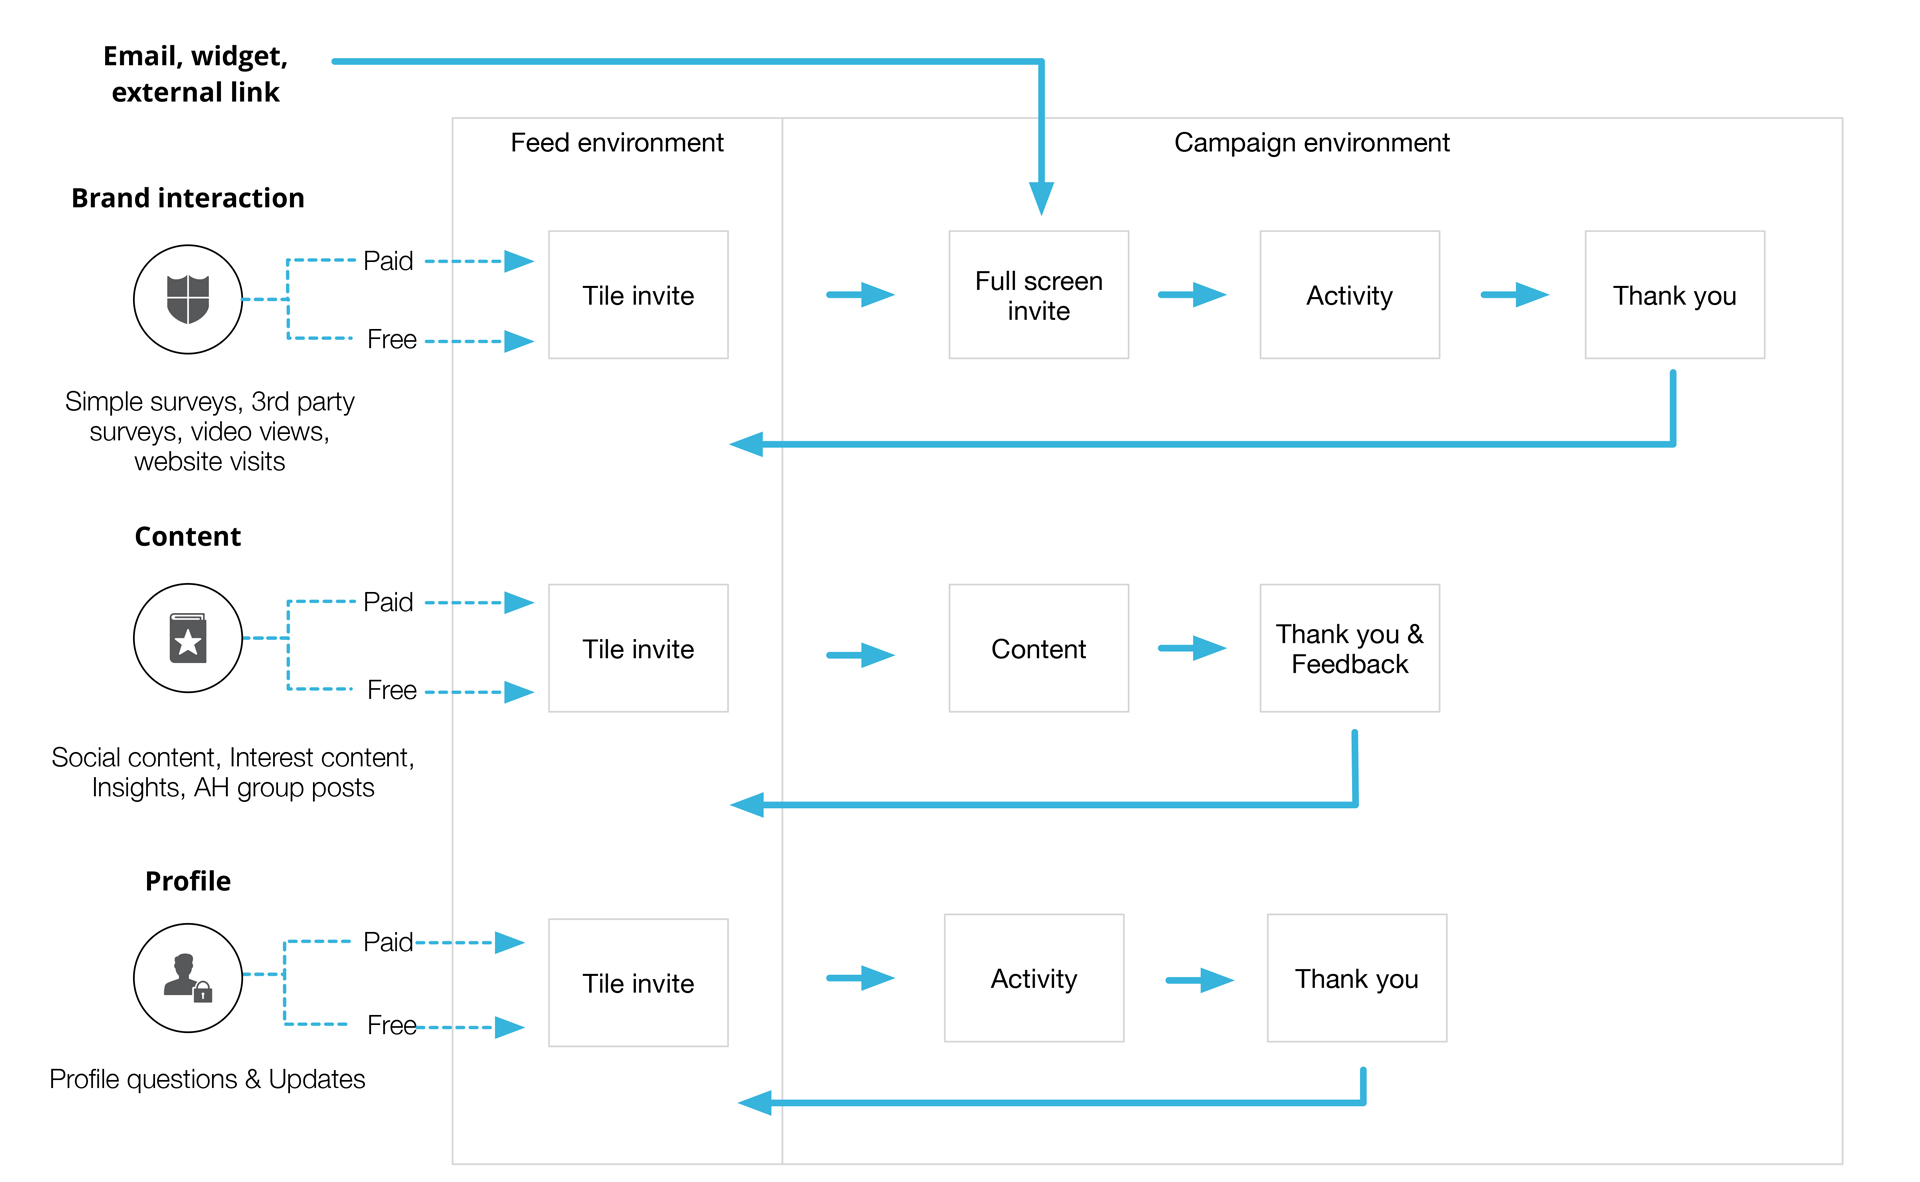 Email, widget,
external link
Feed environment
Campaign environment
Brand interaction
Paid
Free
Tile invite
Full screen
invite
Activity
Thank you
Simple surveys, 3rd party
surveys, video views,
website visits
Content
Paid
Free
Tile invite
Content
Thank you &
Feedback
Social content, Interest content,
Insights, AH group posts
Profile
Paid
Free
Tile invite
Activity
Thank you
Profile questions & Updates